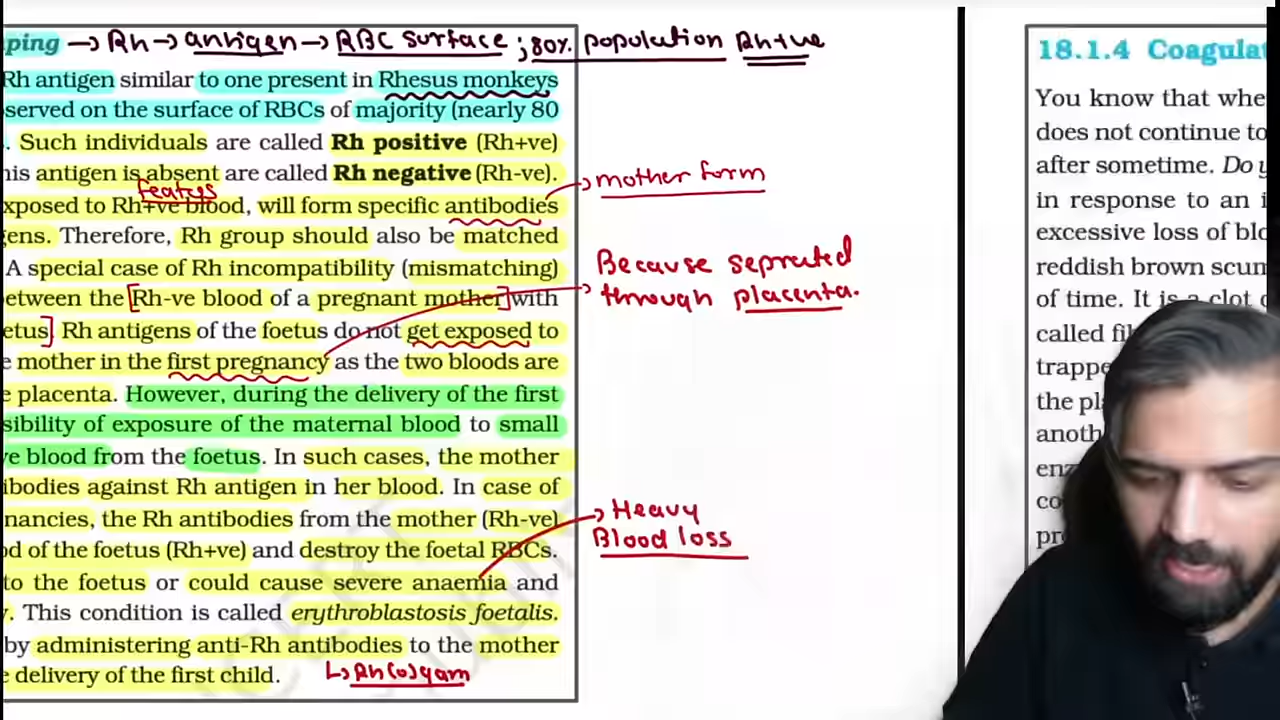 ping → Rh → antigen → RBC surface ; 80% population Rh+ve
Rh antigen similar to one present in Rhesus monkeys
served on the surface of RBCs of majority (nearly 80
. Such individuals are called Rh positive (Rh+ve)
his antigen is absent are called Rh negative (Rh-ve).
xposed to Rh+ve blood, will form specific antibodies
mother form
gens. Therefore, Rh group should also be matched
A special case of Rh incompatibility (mismatching)
etween the [Rh-ve blood of a pregnant mother] with
etus]. Rh antigens of the foetus do not get exposed to
Because seprated
through placenta.
e mother in the first pregnancy as the two bloods are
e placenta. However, during the delivery of the first
sibility of exposure of the maternal blood to small
ve blood from the foetus. In such cases, the mother
ibodies against Rh antigen in her blood. In case of
nancies, the Rh antibodies from the mother (Rh-ve)
od of the foetus (Rh+ve) and destroy the foetal RBCs.
Heavy
Blood loss
to the foetus or could cause severe anaemia and
. This condition is called erythroblastosis foetalis.
by administering anti-Rh antibodies to the mother
e delivery of the first child.
Rh(o)gam
18.1.4 Coagulat
You know that whe
does not continue to
after sometime. Do y
in response to an i
excessive loss of blo
reddish brown scun
of time. It is a clot
called fi
trappe
the pl
anoth
enz
co
pr